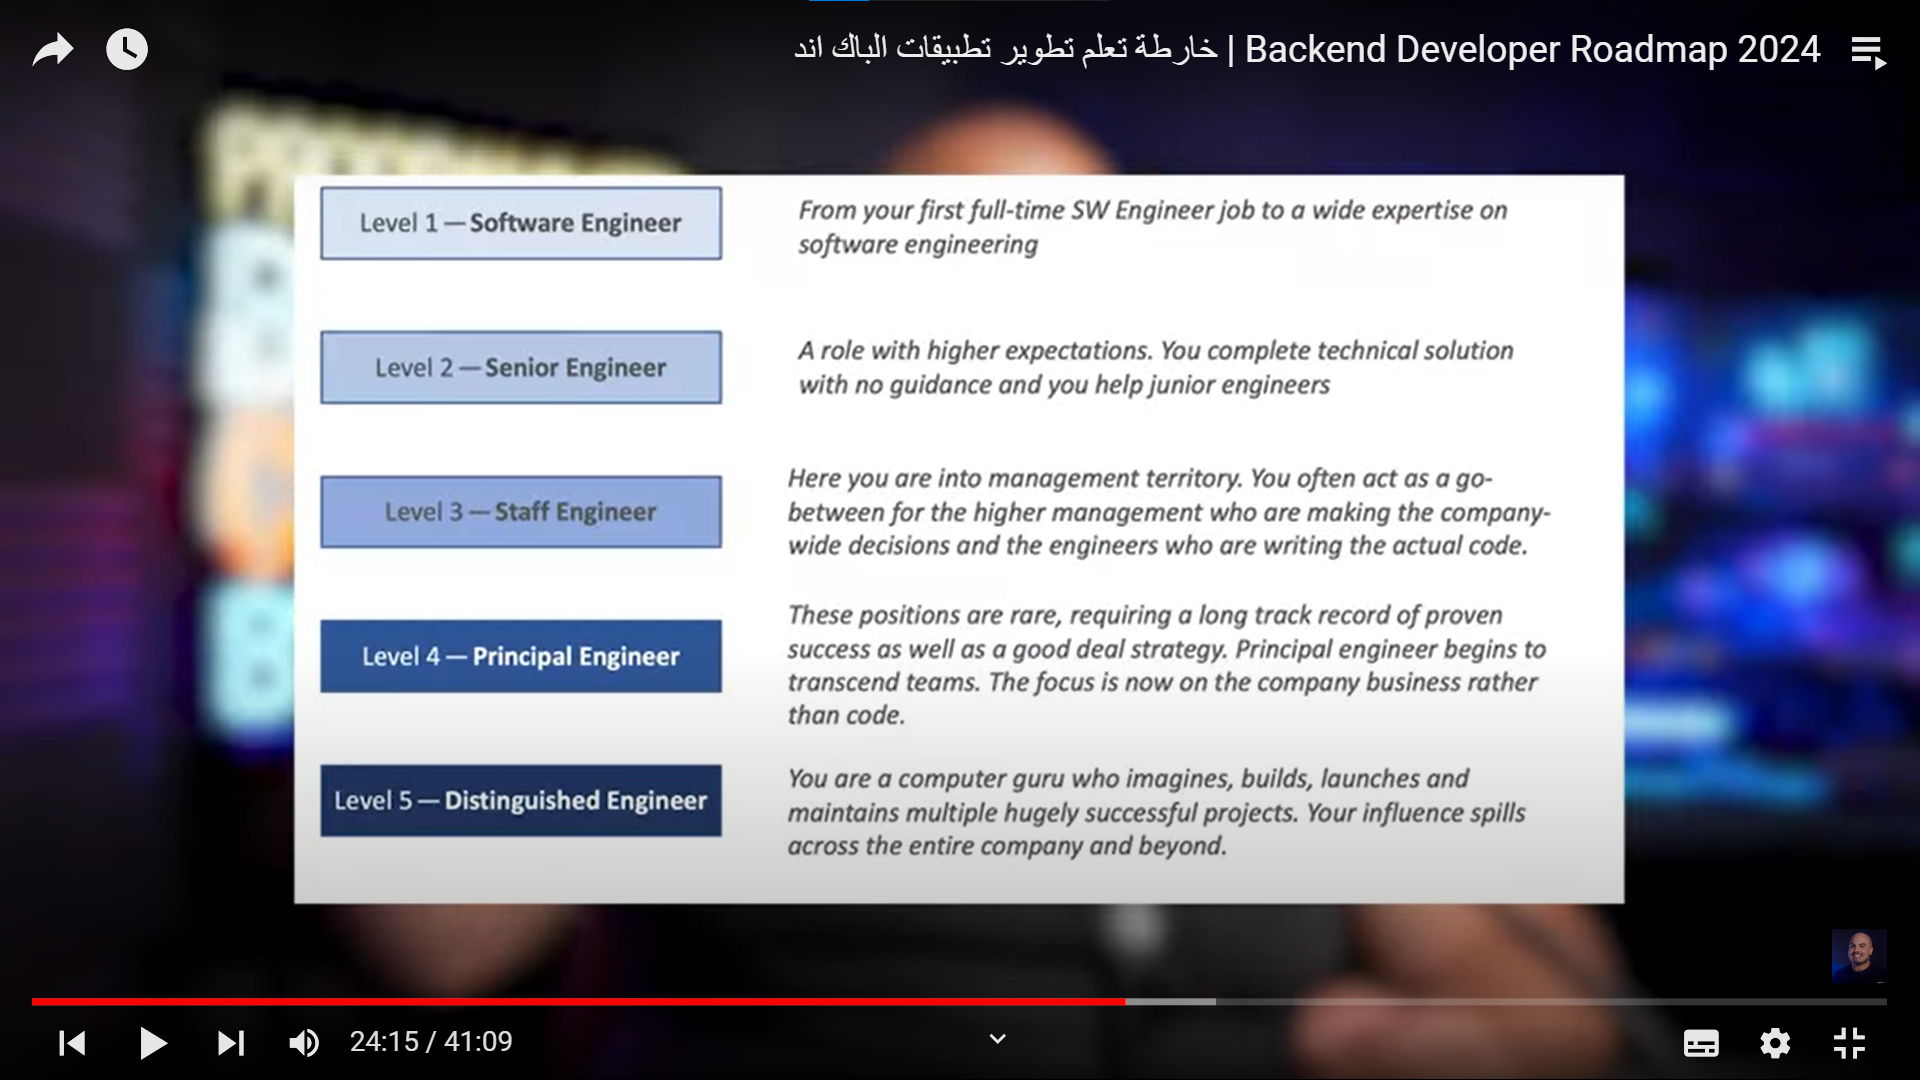 خارطة تعلم تطوير تطبيقات الباك اند | Backend Developer Roadmap 2024
Level 1 — Software Engineer
From your first full-time SW Engineer job to a wide expertise on
software engineering
Level 2 — Senior Engineer
A role with higher expectations. You complete technical solution
with no guidance and you help junior engineers
Level 3 — Staff Engineer
Here you are into management territory. You often act as a go-
between for the higher management who are making the company-
wide decisions and the engineers who are writing the actual code.
Level 4 — Principal Engineer
These positions are rare, requiring a long track record of proven
success as well as a good deal strategy. Principal engineer begins to
transcend teams. The focus is now on the company business rather
than code.
Level 5 — Distinguished Engineer
You are a computer guru who imagines, builds, launches and
maintains multiple hugely successful projects. Your influence spills
across the entire company and beyond.
24:15 / 41:09